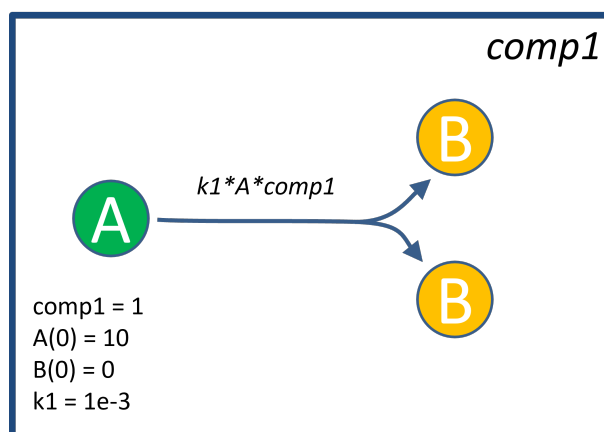 comp1
B
k1*A*comp1
A
B
comp1 = 1
A(0) = 10
B(0) = 0
k1 = 1e-3